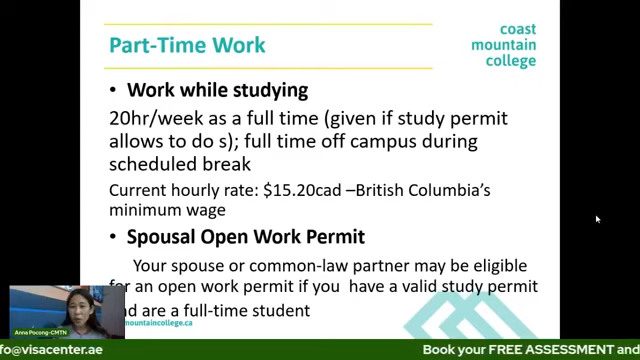 Part-Time Work
coast
mountain
college
• Work while studying
20hr/week as a full time (given if study permit
allows to do s); full time off campus during
scheduled break
Current hourly rate: $15.20cad –British Columbia's
minimum wage
• Spousal Open Work Permit
Your spouse or common-law partner may be eligible
for an open work permit if you have a valid study permit
and are a full-time student
mountaincollege.ca
Anna Pocong-CMTN
fo@visacenter.ae
Book your FREE ASSESSMENT and